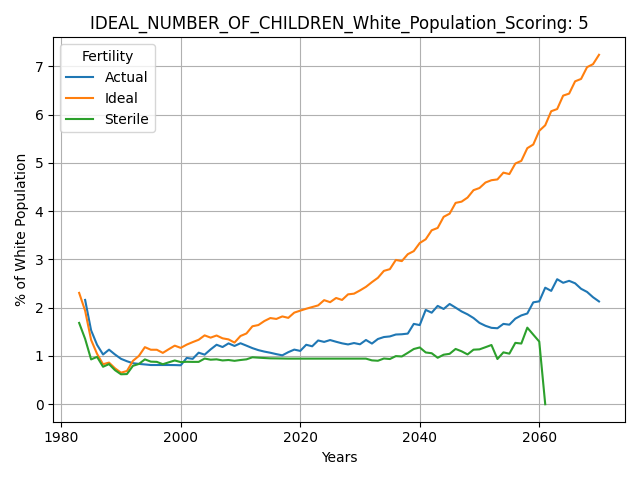 IDEAL_NUMBER_OF_CHILDREN_White_Population_Scoring: 5
Fertility
Actual
Ideal
Sterile
% of White Population
7
6
5
4
3
2
1
0
1980 2000 2020 2040 2060
Years